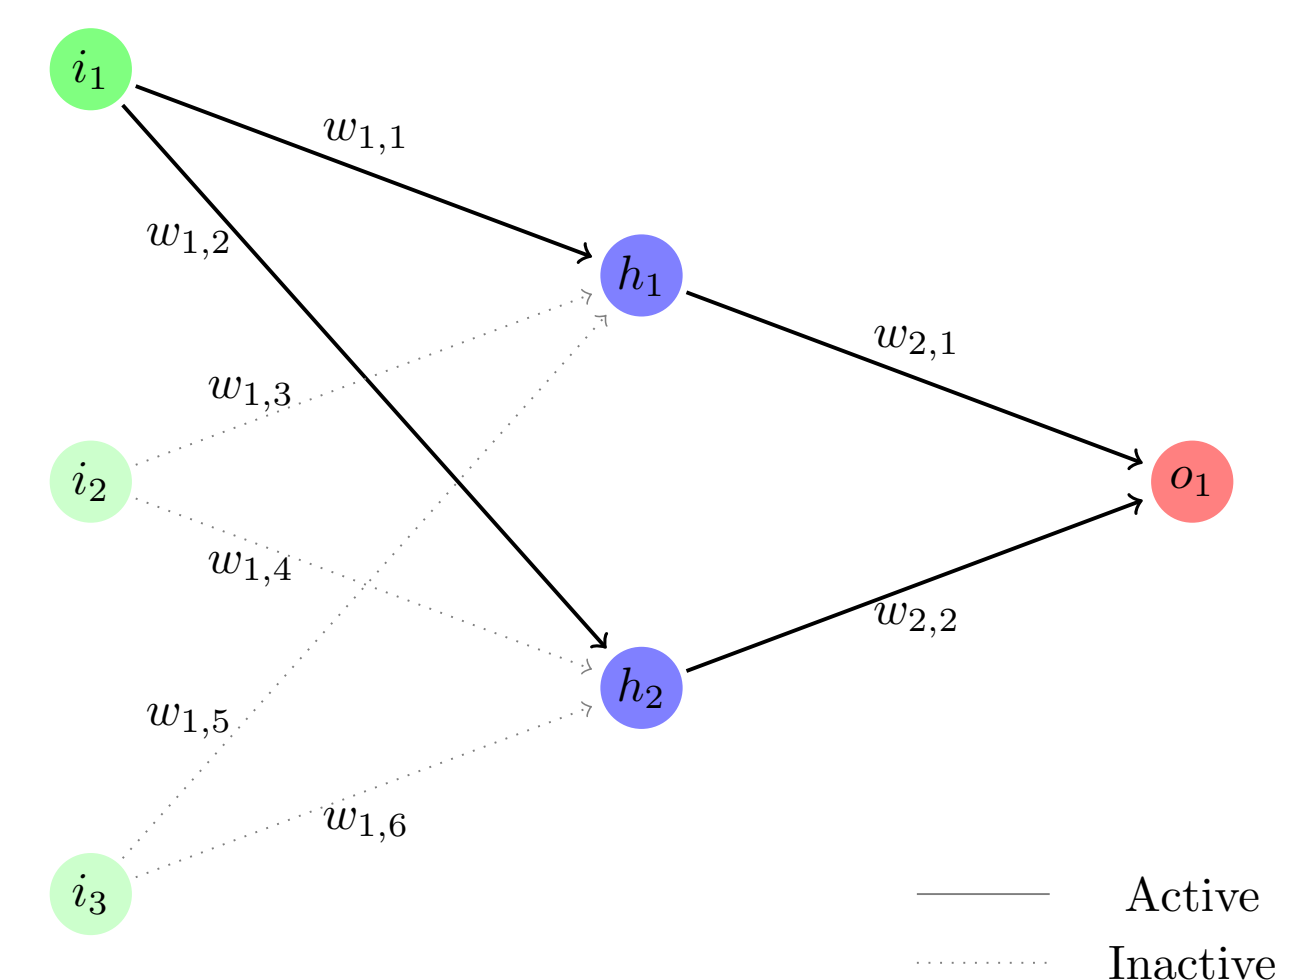 i1
w1,1
w1,2
h1
w2,1
w1,3
i2
o1
w1,4
w2,2
h2
w1,5
w1,6
i3
Active
Inactive